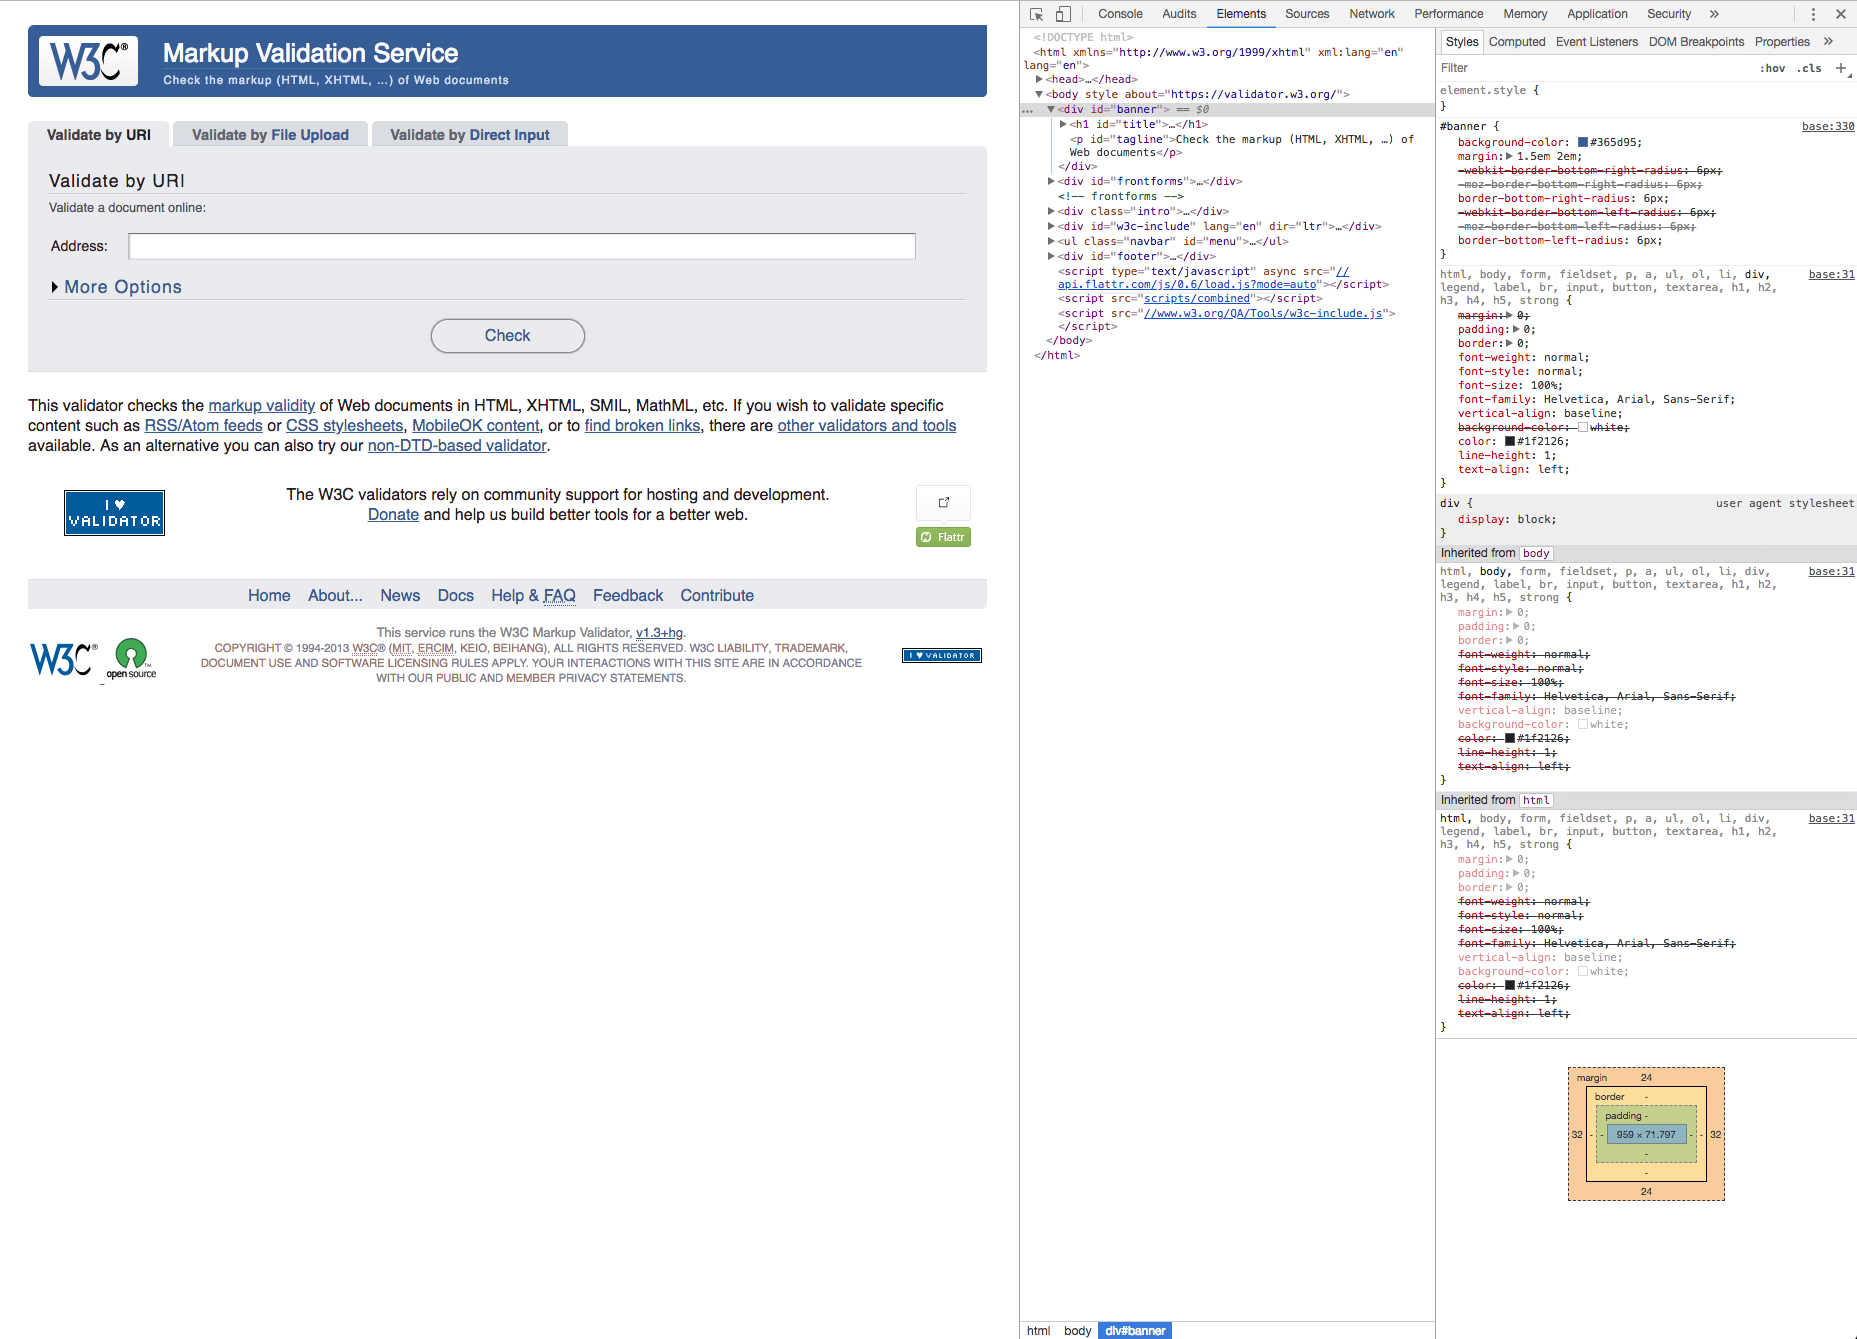 W3C®
Markup Validation Service
Check the markup (HTML, XHTML, …) of Web documents
Validate by URI
Validate by File Upload
Validate by Direct Input
Validate by URI
Validate a document online:
Address:
More Options
Check
This validator checks the markup validity of Web documents in HTML, XHTML, SMIL, MathML, etc. If you wish to validate specific
content such as RSS/Atom feeds or CSS stylesheets, MobileOK content, or to find broken links, there are other validators and tools
available. As an alternative you can also try our non-DTD-based validator.
I ♥
VALIDATOR
The W3C validators rely on community support for hosting and development.
Donate and help us build better tools for a better web.
Flattr
Home About... News Docs Help & FAQ Feedback Contribute
W3C®
open source™
This service runs the W3C Markup Validator, v1.3+hg.
COPYRIGHT © 1994-2013 W3C® (MIT, ERCIM, KEIO, BEIHANG), ALL RIGHTS RESERVED. W3C LIABILITY, TRADEMARK,
DOCUMENT USE AND SOFTWARE LICENSING RULES APPLY. YOUR INTERACTIONS WITH THIS SITE ARE IN ACCORDANCE
WITH OUR PUBLIC AND MEMBER PRIVACY STATEMENTS.
I ♥ VALIDATOR
Console Audits Elements Sources Network Performance Memory Application Security »
<!DOCTYPE html>
<html xmlns="http://www.w3.org/1999/xhtml" xml:lang="en"
lang="en">
▶<head>…</head>
▼<body style about="https://validator.w3.org/">
… ▼<div id="banner"> == $0
▶<h1 id="title">…</h1>
<p id="tagline">Check the markup (HTML, XHTML, …) of
Web documents</p>
</div>
▶<div id="frontforms">…</div>
<!-- frontforms -->
▶<div class="intro">…</div>
▶<div id="w3c-include" lang="en" dir="ltr">…</div>
▶<ul class="navbar" id="menu">…</ul>
▶<div id="footer">…</div>
<script type="text/javascript" async src="//
api.flattr.com/js/0.6/load.js?mode=auto"></script>
<script src="scripts/combined"></script>
<script src="//www.w3.org/QA/Tools/w3c-include.js">
</script>
</body>
</html>
html body div#banner
Styles Computed Event Listeners DOM Breakpoints Properties »
Filter :hov .cls +
element.style {
}
#banner { base:330
background-color: #365d95;
margin:▶1.5em 2em;
-webkit-border-bottom-right-radius: 6px;
-moz-border-bottom-right-radius: 6px;
border-bottom-right-radius: 6px;
-webkit-border-bottom-left-radius: 6px;
-moz-border-bottom-left-radius: 6px;
border-bottom-left-radius: 6px;
}
html, body, form, fieldset, p, a, ul, ol, li, div, base:31
legend, label, br, input, button, textarea, h1, h2,
h3, h4, h5, strong {
margin:▶0;
padding:▶0;
border:▶0;
font-weight: normal;
font-style: normal;
font-size: 100%;
font-family: Helvetica, Arial, Sans-Serif;
vertical-align: baseline;
background-color: white;
color: #1f2126;
line-height: 1;
text-align: left;
}
div { user agent stylesheet
display: block;
}
Inherited from body
html, body, form, fieldset, p, a, ul, ol, li, div, base:31
legend, label, br, input, button, textarea, h1, h2,
h3, h4, h5, strong {
margin:▶0;
padding:▶0;
border:▶0;
font-weight: normal;
font-style: normal;
font-size: 100%;
font-family: Helvetica, Arial, Sans-Serif;
vertical-align: baseline;
background-color: white;
color: #1f2126;
line-height: 1;
text-align: left;
}
Inherited from html
html, body, form, fieldset, p, a, ul, ol, li, div, base:31
legend, label, br, input, button, textarea, h1, h2,
h3, h4, h5, strong {
margin:▶0;
padding:▶0;
border:▶0;
font-weight: normal;
font-style: normal;
font-size: 100%;
font-family: Helvetica, Arial, Sans-Serif;
vertical-align: baseline;
background-color: white;
color: #1f2126;
line-height: 1;
text-align: left;
}
margin 24
border -
padding -
32 - - 959 × 71.797 - - 32
-
-
24